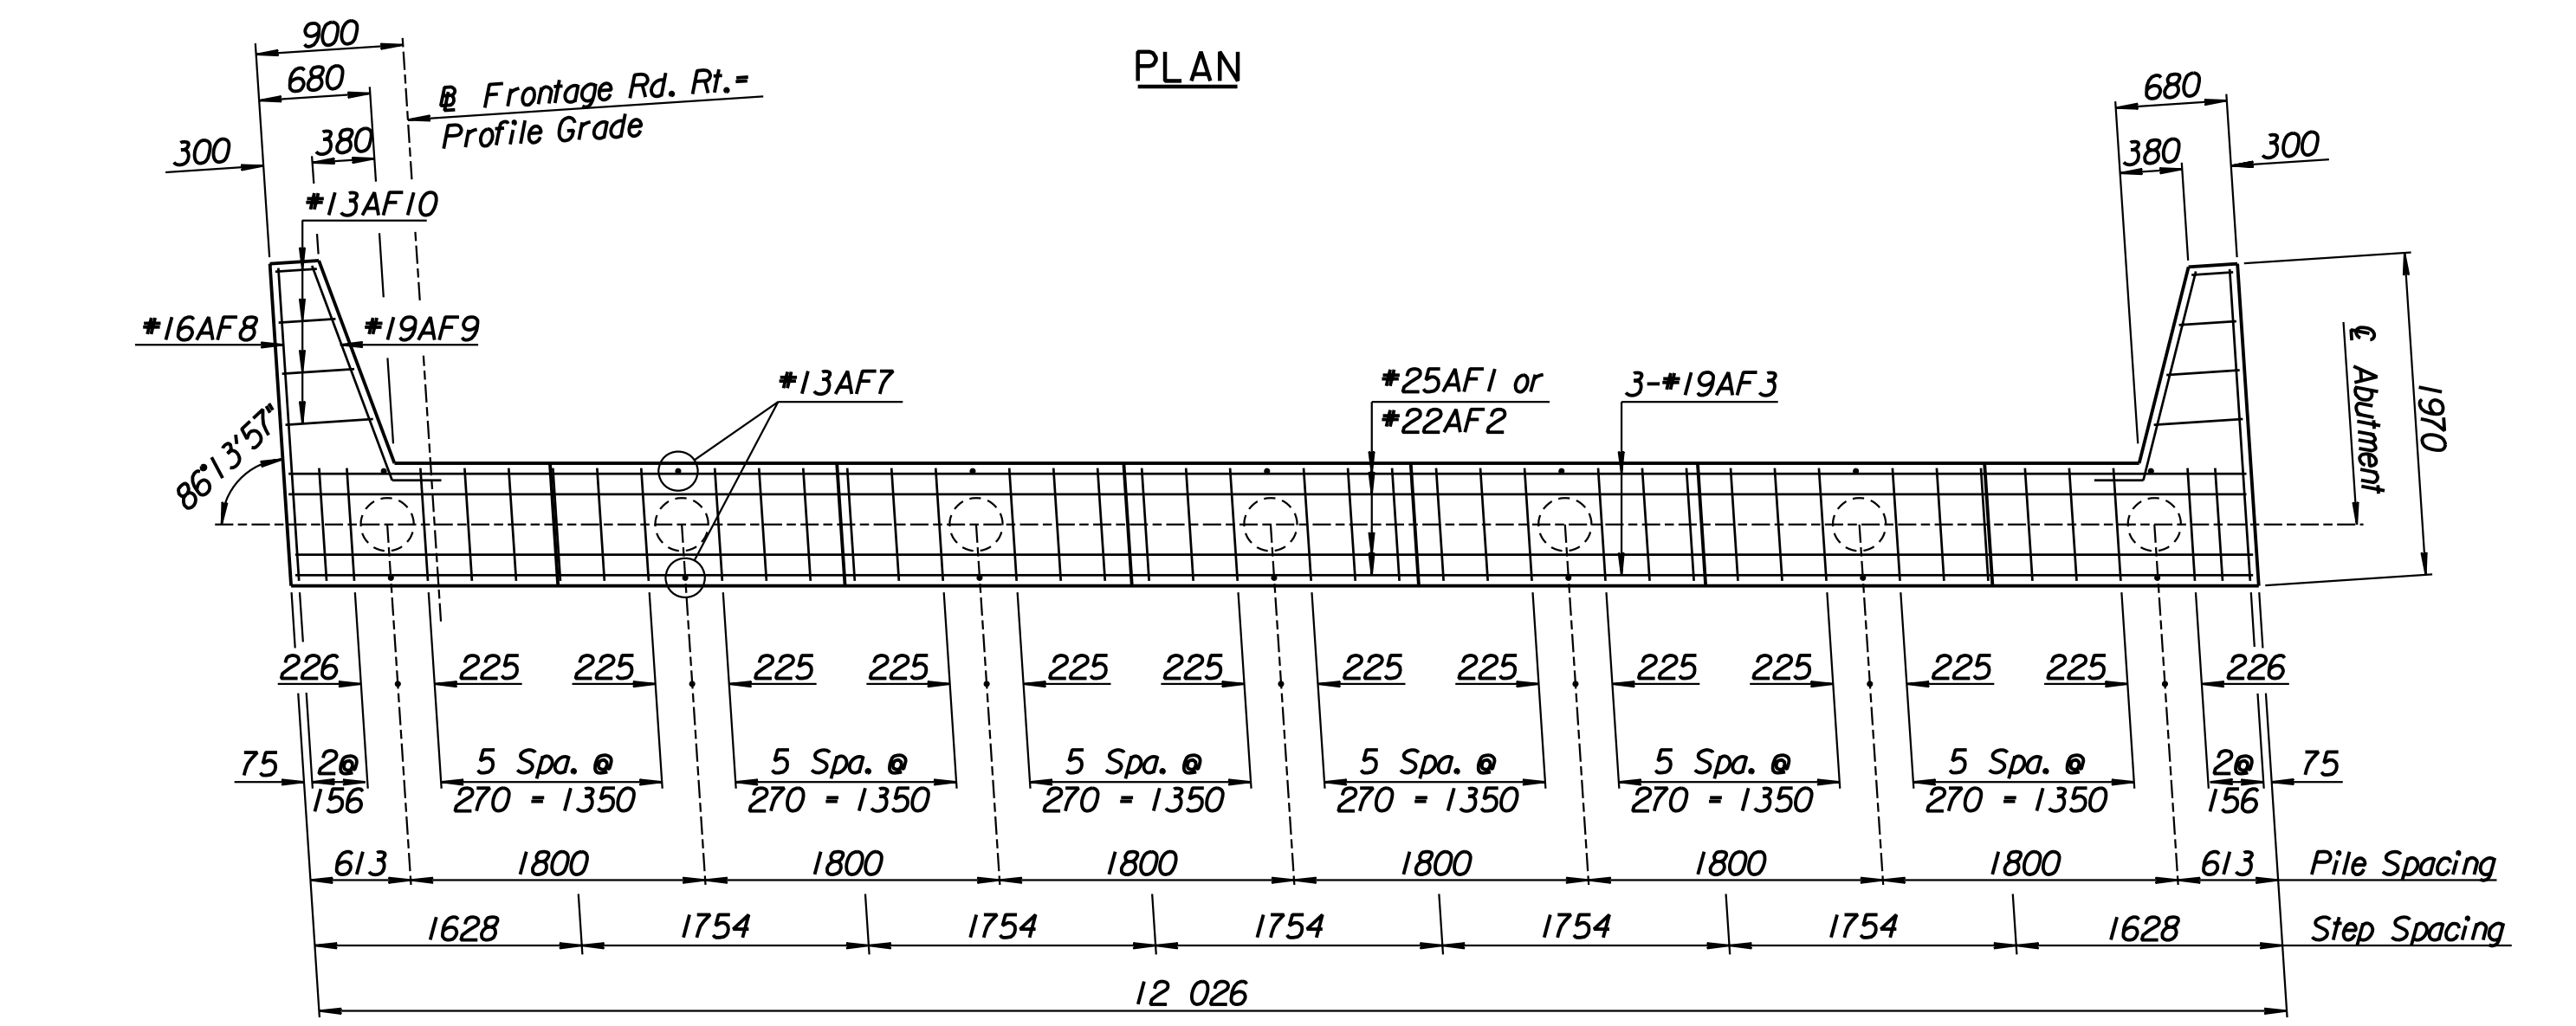 PLAN
900
680
680
℄ Frontage Rd. Rt.=
Profile Grade
300
380
380
300
#13AF10
#16AF8
#19AF9
#13AF7
#25AF1 or
#22AF2
3-#19AF3
℄ Abutment
1970
86°13'57"
226 225 225 225 225 225 225 225 225 225 225 225 225 226
75 2@ 5 Spa. @ 5 Spa. @ 5 Spa. @ 5 Spa. @ 5 Spa. @ 5 Spa. @ 2@ 75
156 270 = 1350 270 = 1350 270 = 1350 270 = 1350 270 = 1350 270 = 1350 156
613 1800 1800 1800 1800 1800 1800 613 Pile Spacing
1628 1754 1754 1754 1754 1754 1628 Step Spacing
12 026